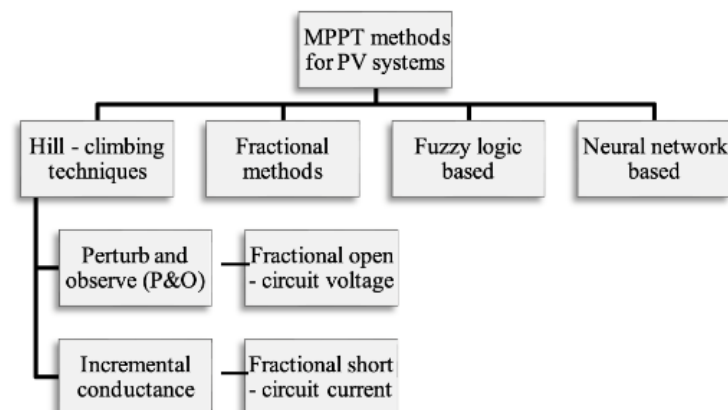 MPPT methods
for PV systems
Hill - climbing
techniques
Fractional
methods
Fuzzy logic
based
Neural network
based
Perturb and
observe (P&O)
Fractional open
- circuit voltage
Incremental
conductance
Fractional short
- circuit current